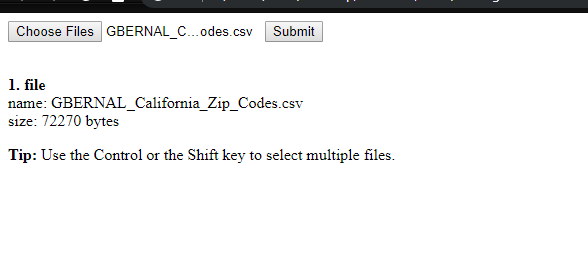 Choose Files GBERNAL_C...odes.csv Submit
1. file
name: GBERNAL_California_Zip_Codes.csv
size: 72270 bytes
Tip: Use the Control or the Shift key to select multiple files.